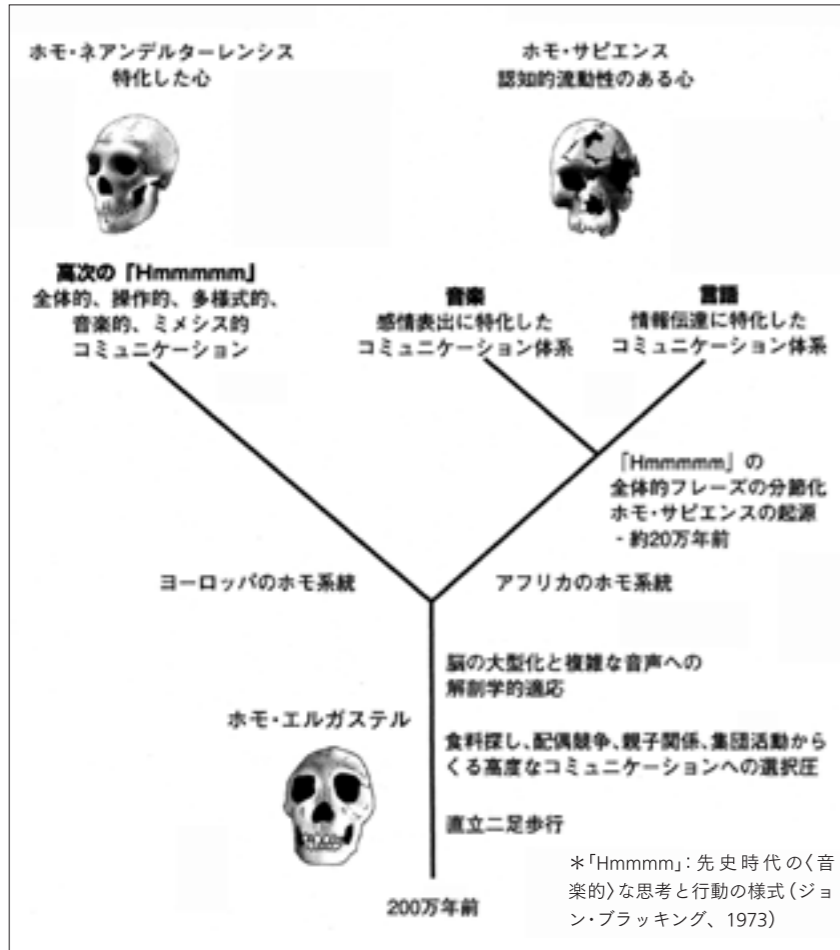 ホモ・ネアンデルターレンシス
特化した心
ホモ・サピエンス
認知的流動性のある心
高次の「Hmmmmm」
全体的、操作的、多様式的、
音楽的、ミメシス的
コミュニケーション
音楽
感情表出に特化した
コミュニケーション体系
言語
情報伝達に特化した
コミュニケーション体系
「Hmmmmm」の
全体的フレーズの分節化
ホモ・サピエンスの起源
- 約20万年前
ヨーロッパのホモ系統
アフリカのホモ系統
脳の大型化と複雑な音声への
解剖学的適応
ホモ・エルガステル
食料探し、配偶競争、親子関係、集団活動から
くる高度なコミュニケーションへの選択圧
直立二足歩行
200万年前
＊「Hmmmm」：先史時代の〈音
楽的〉な思考と行動の様式（ジョ
ン・ブラッキング、1973）